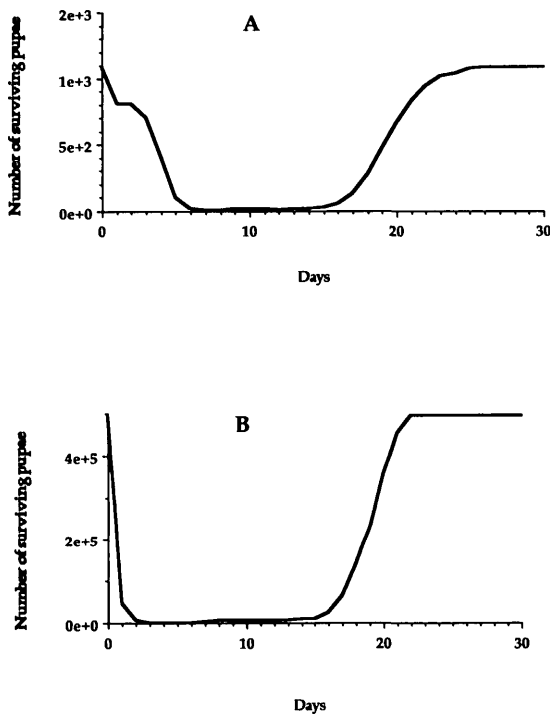 A
Number of surviving pupae
2e+3
1e+3
5e+2
0e+0
0 10 20 30
Days
B
Number of surviving pupae
4e+5
2e+5
0e+0
0 10 20 30
Days